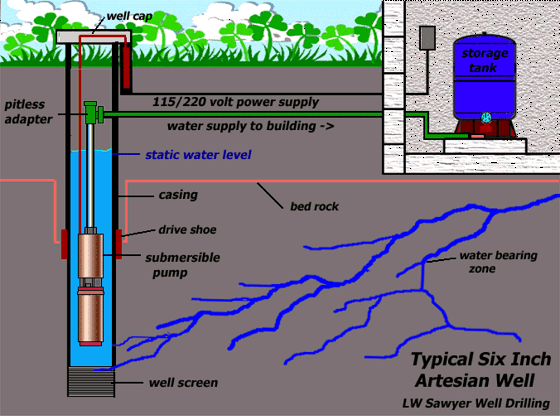 well cap
storage
tank
pitless
adapter
115/220 volt power supply
water supply to building ->
static water level
casing
bed rock
drive shoe
submersible
pump
water bearing
zone
well screen
Typical Six Inch
Artesian Well
LW Sawyer Well Drilling